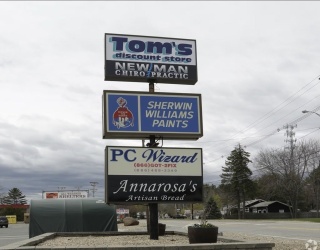 Tom's
discount store
NEWMAN
CHIROPRACTIC
SHERWIN
WILLIAMS
PAINTS
PC Wizard
Annarosa's
Artisan Bread